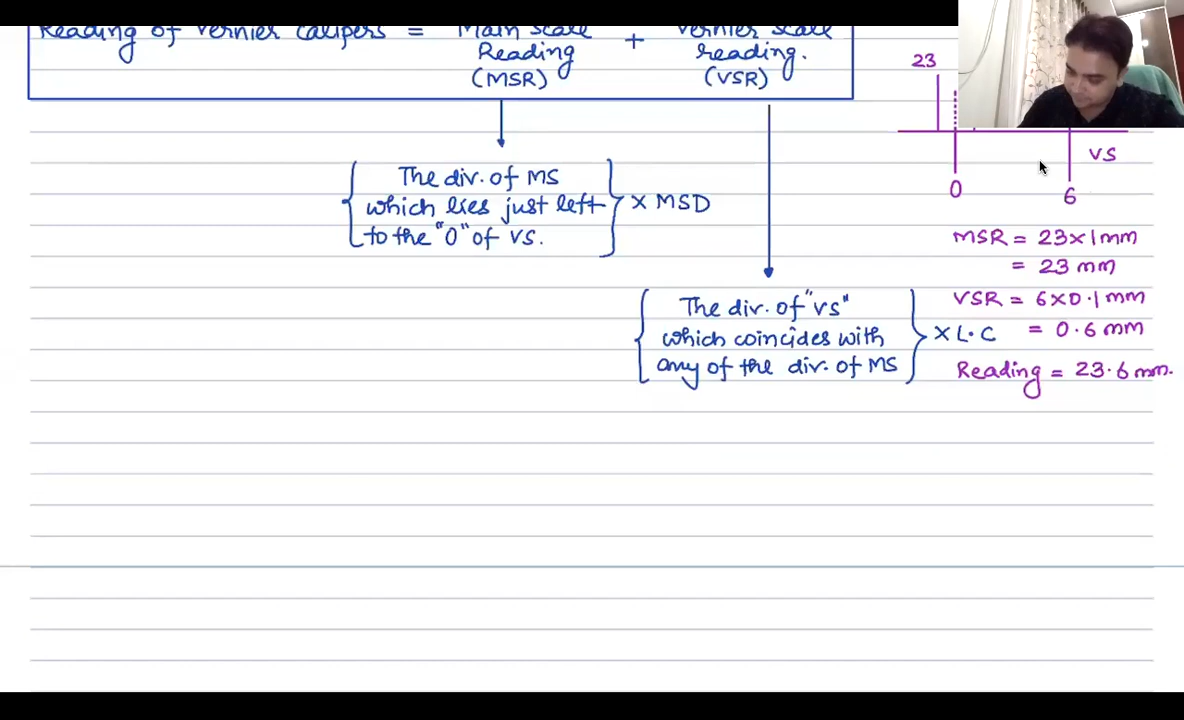 Reading of Vernier calipers = Main scale + Vernier scale
Reading reading.
(MSR) (VSR)
23
The div. of MS
which lies just left
to the "0" of VS.
× MSD
VS
0 6
MSR = 23×1mm
= 23 mm
VSR = 6×0.1mm
= 0.6 mm
Reading = 23.6 mm.
The div. of "VS"
which coincides with
any of the div. of MS
× L.C